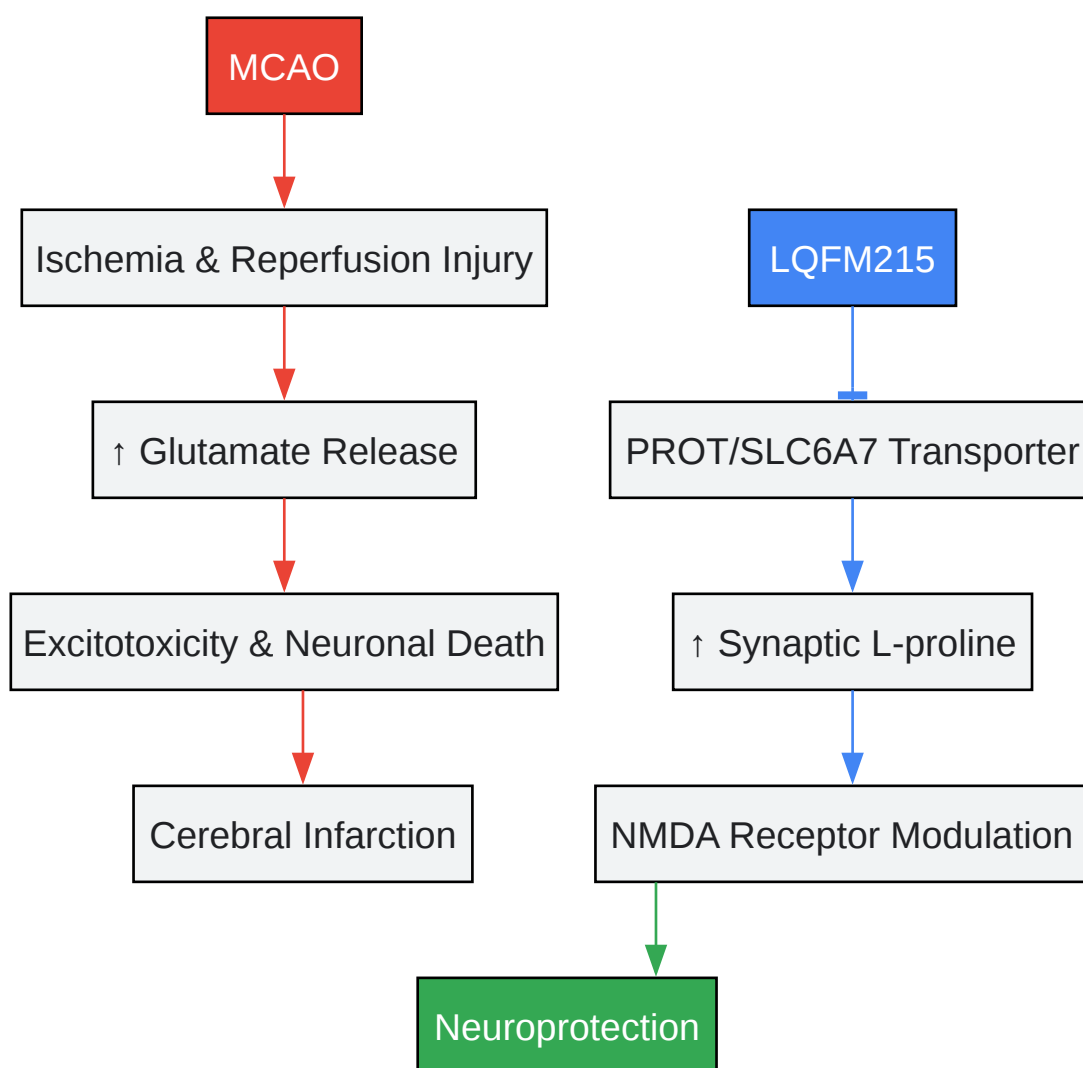 MCAO
Ischemia & Reperfusion Injury
↑ Glutamate Release
Excitotoxicity & Neuronal Death
Cerebral Infarction
LQFM215
PROT/SLC6A7 Transporter
↑ Synaptic L-proline
NMDA Receptor Modulation
Neuroprotection